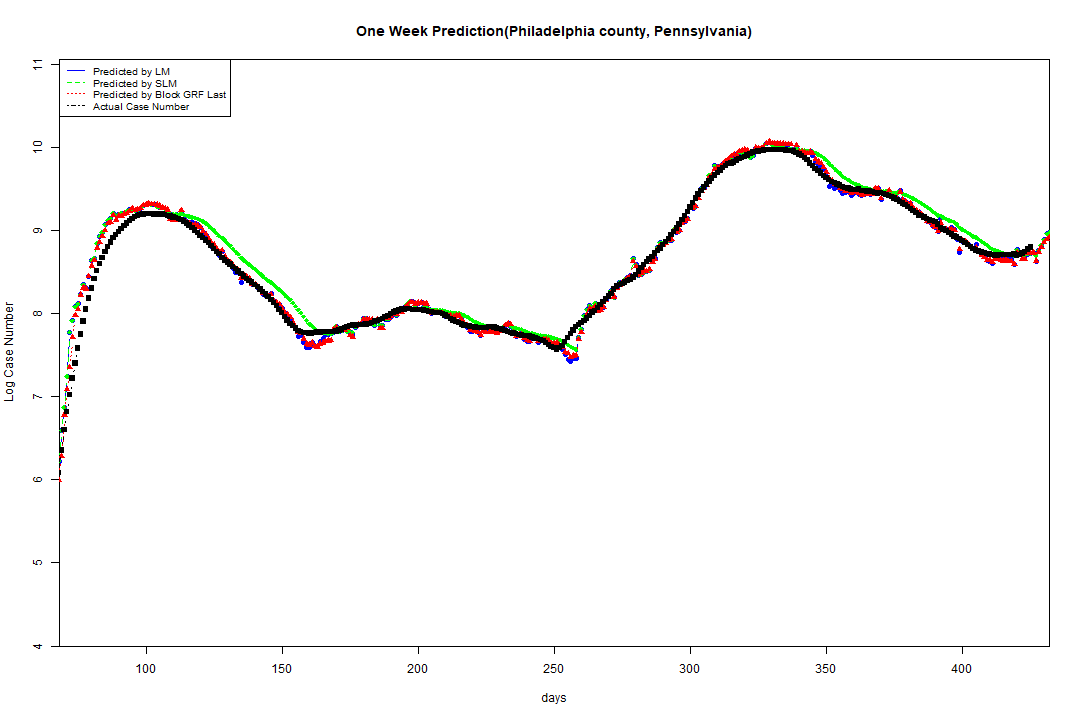 One Week Prediction(Philadelphia county, Pennsylvania)
Predicted by LM
Predicted by SLM
Predicted by Block GRF Last
Actual Case Number
11
10
9
8
7
6
5
4
Log Case Number
100 150 200 250 300 350 400
days